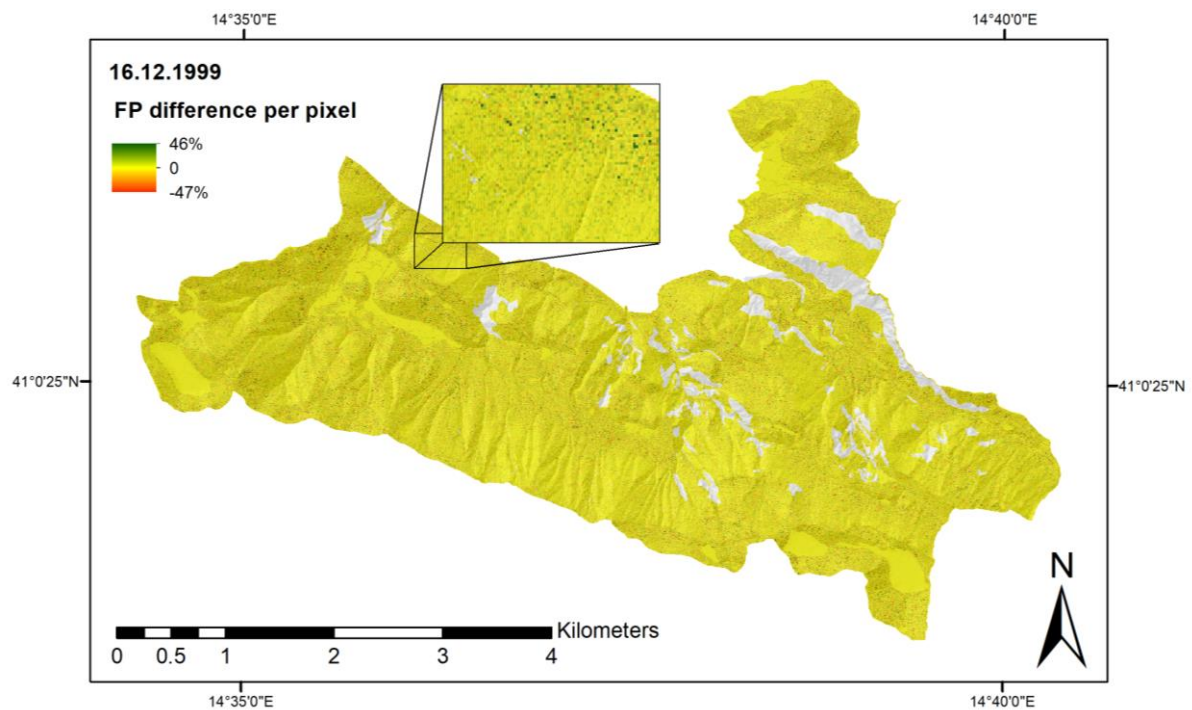 14°35'0"E
14°40'0"E
16.12.1999
FP difference per pixel
46%
0
-47%
41°0'25"N
41°0'25"N
N
Kilometers
0 0.5 1 2 3 4
14°35'0"E
14°40'0"E